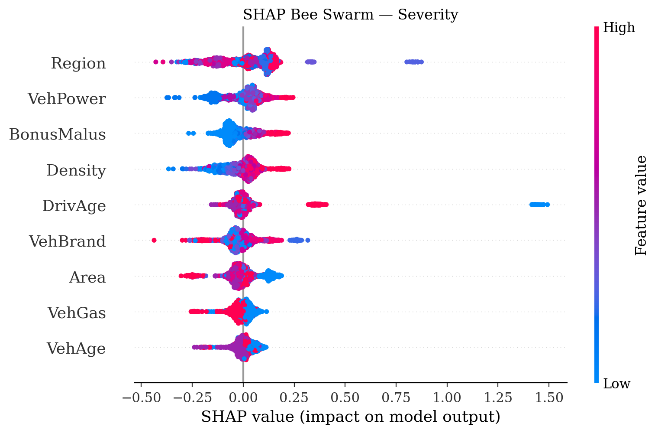 SHAP Bee Swarm — Severity
High
Region
VehPower
BonusMalus
Density
DrivAge
VehBrand
Area
VehGas
VehAge
Feature value
Low
−0.50 −0.25 0.00 0.25 0.50 0.75 1.00 1.25 1.50
SHAP value (impact on model output)